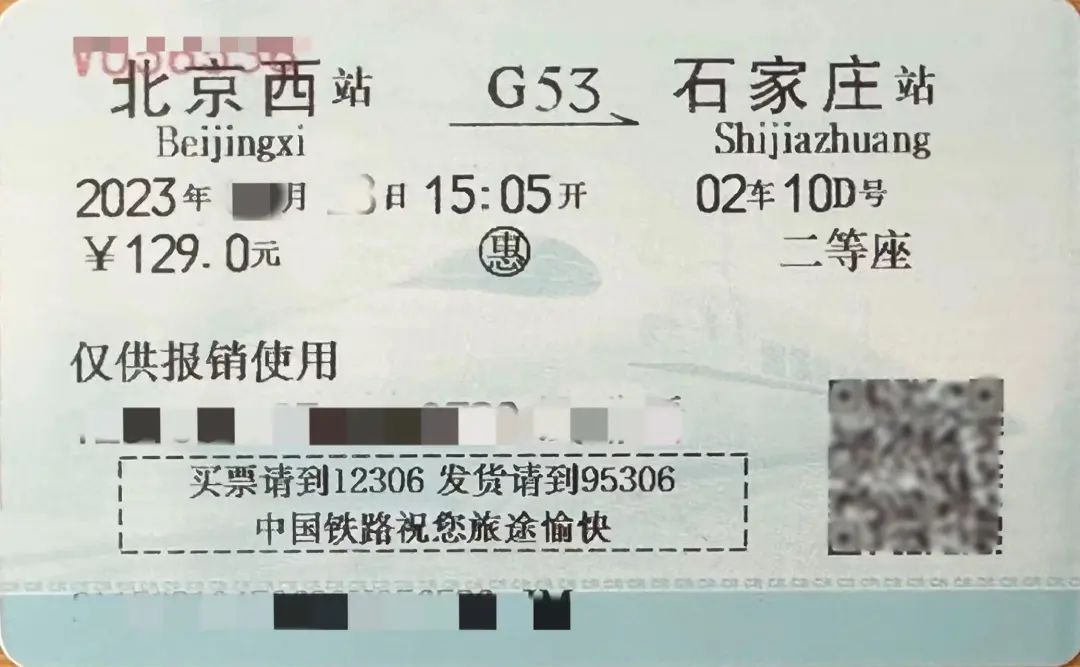 北京西站 G53 石家庄站
Beijingxi Shijiazhuang
2023年 月 日 15:05开 02车10D号
￥129.0元 惠 二等座
仅供报销使用
买票请到12306 发货请到95306
中国铁路祝您旅途愉快